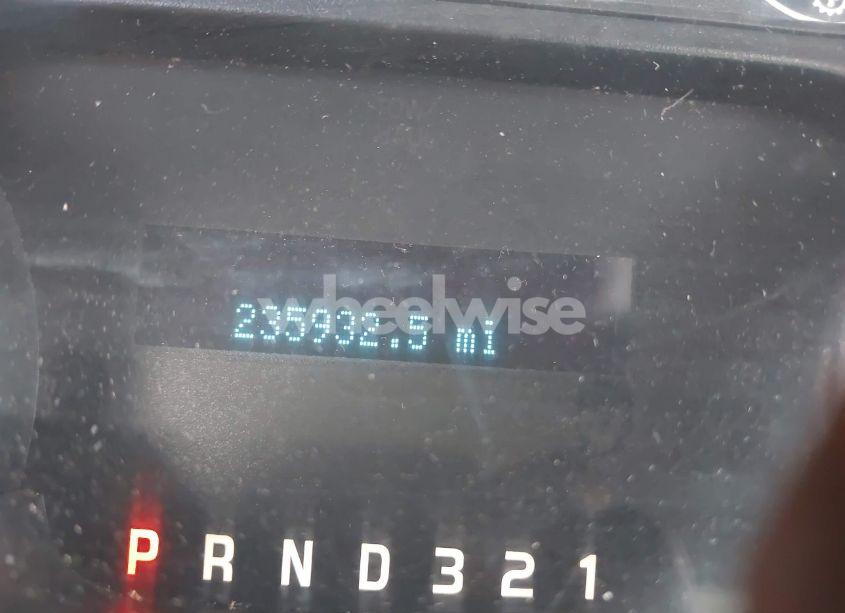 wheelwise
235932.5 mi
P R N D 3 2 1